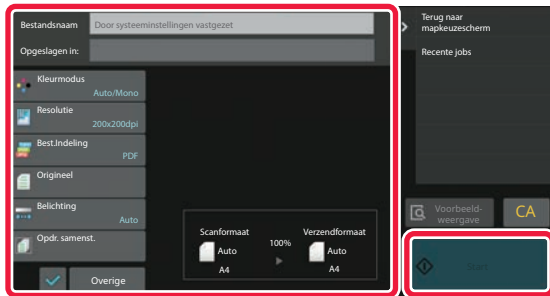 Bestandsnaam
Door systeeminstellingen vastgezet
Opgeslagen in:
Kleurmodus
Auto/Mono
Resolutie
200x200dpi
Best.Indeling
PDF
Origineel
Belichting
Auto
Opdr. samenst.
Overige
Scanformaat
Auto
A4
100%
Verzendformaat
Auto
A4
Terug naar
mapkeuzescherm
Recente jobs
Voorbeeld-
weergave
CA
Start